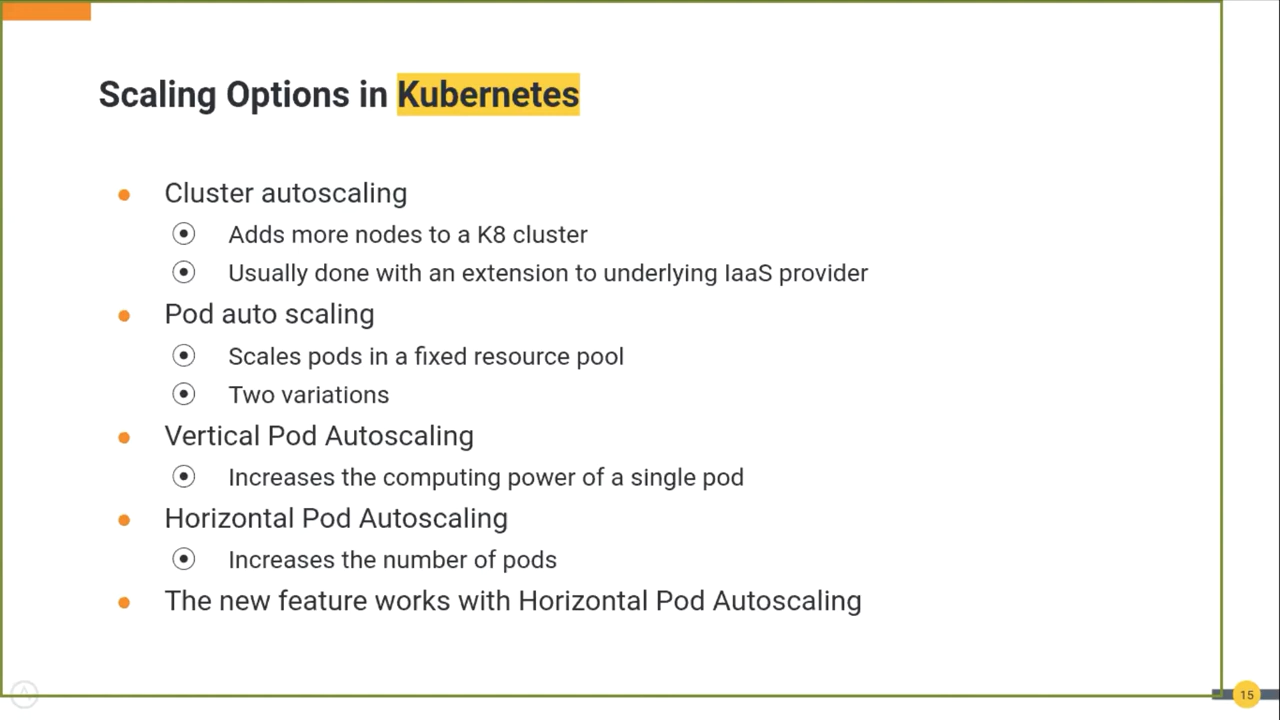 Scaling Options in Kubernetes
Cluster autoscaling
Adds more nodes to a K8 cluster
Usually done with an extension to underlying IaaS provider
Pod auto scaling
Scales pods in a fixed resource pool
Two variations
Vertical Pod Autoscaling
Increases the computing power of a single pod
Horizontal Pod Autoscaling
Increases the number of pods
The new feature works with Horizontal Pod Autoscaling
15